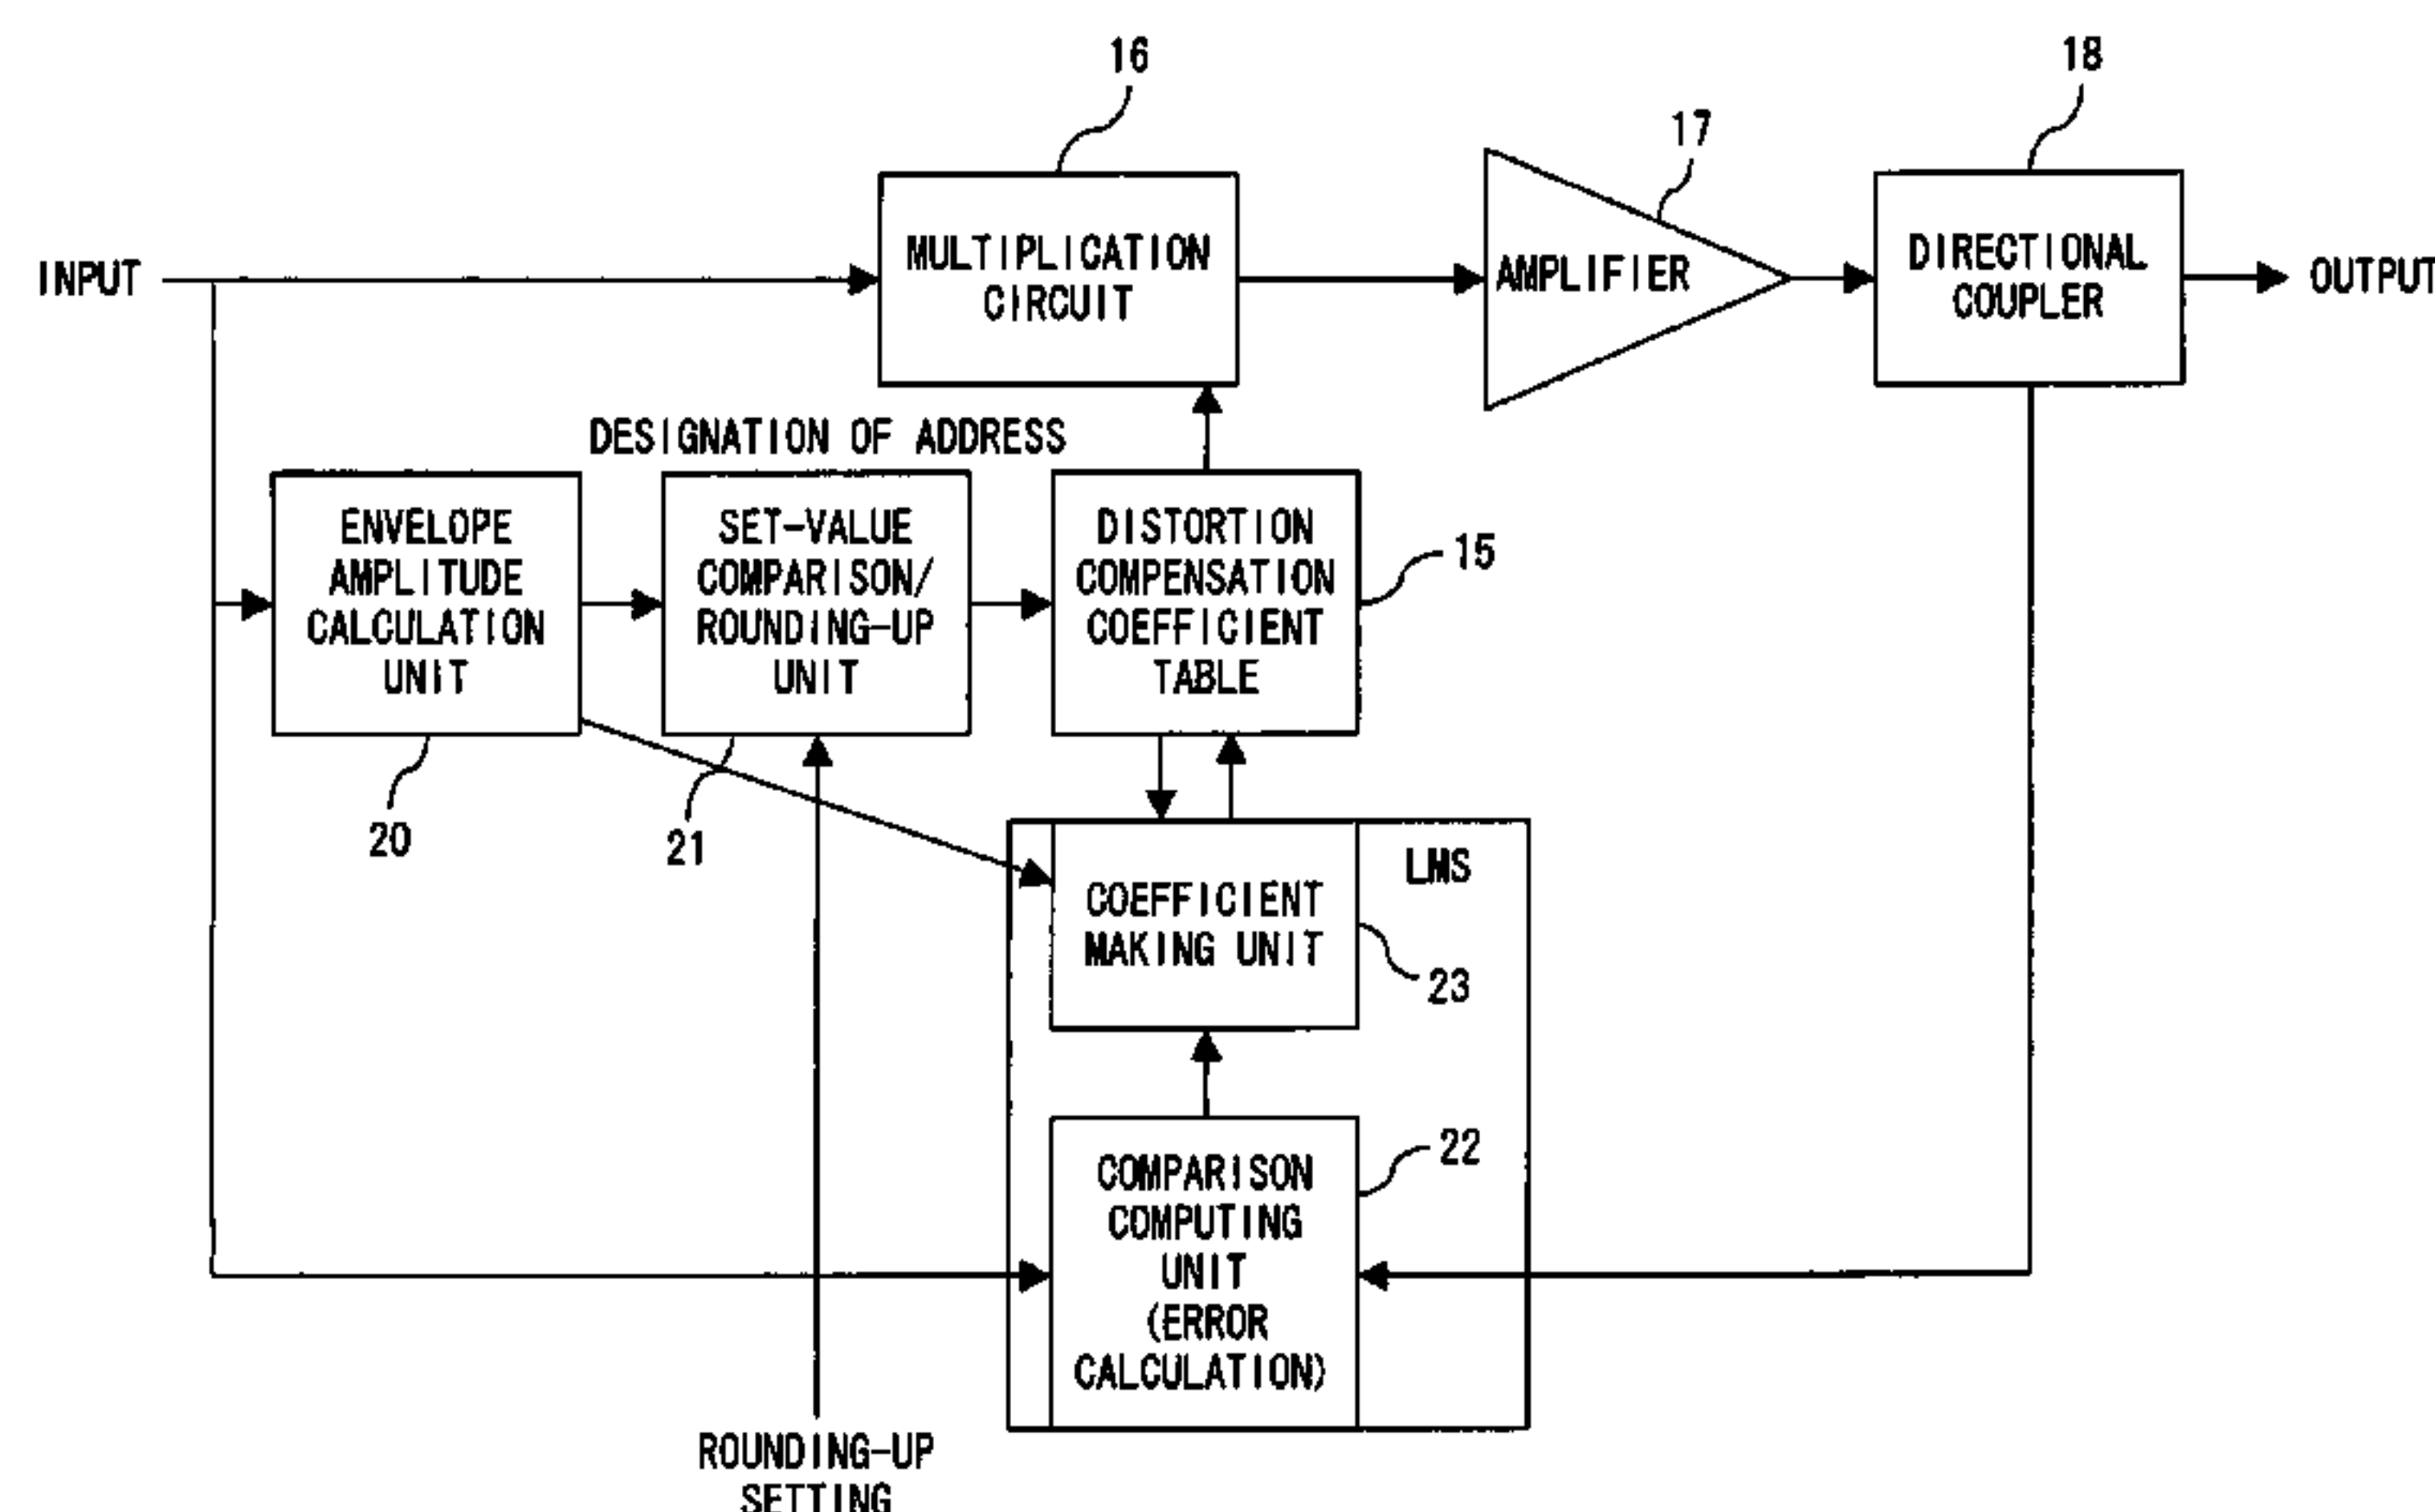 16
18
17
INPUT
MULTIPLICATION
CIRCUIT
AMPLIFIER
DIRECTIONAL
COUPLER
OUTPUT
DESIGNATION OF ADDRESS
ENVELOPE
AMPLITUDE
CALCULATION
UNIT
SET-VALUE
COMPARISON/
ROUNDING-UP
UNIT
DISTORTION
COMPENSATION
COEFFICIENT
TABLE
15
20
21
LMS
COEFFICIENT
MAKING UNIT
23
22
COMPARISON
COMPUTING
UNIT
(ERROR
CALCULATION)
ROUNDING-UP
SETTING